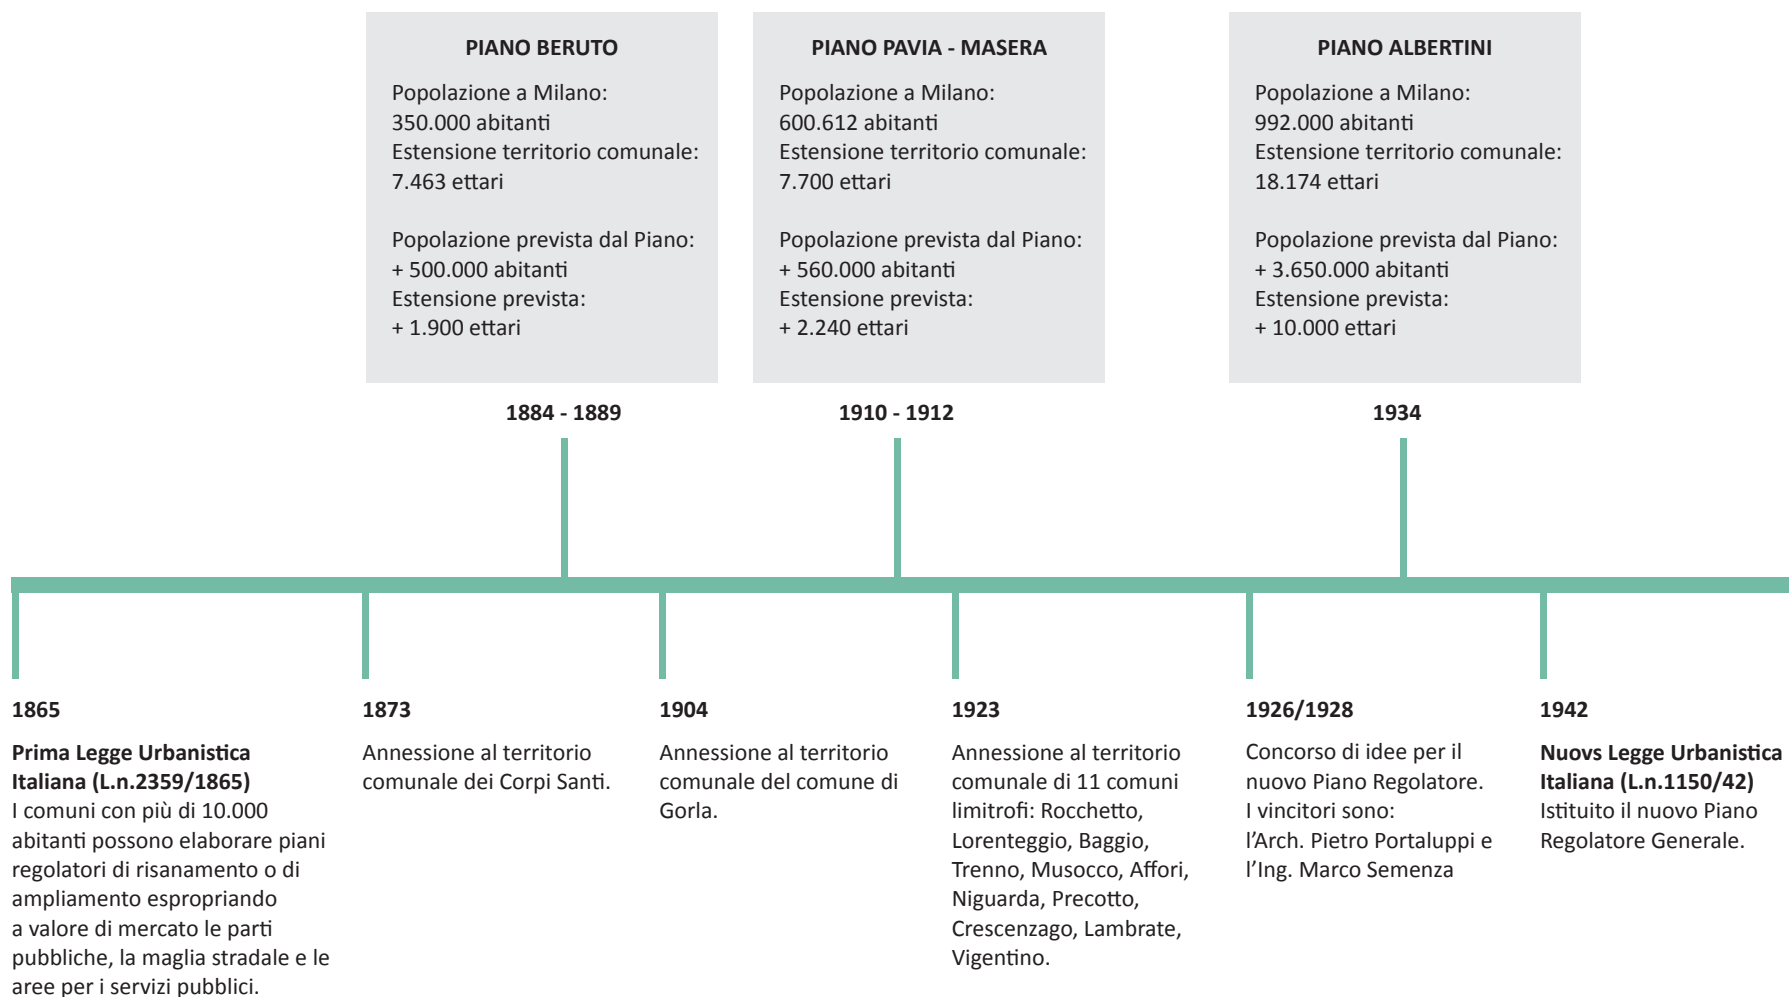 PIANO BERUTO
Popolazione a Milano:
350.000 abitanti
Estensione territorio comunale:
7.463 ettari
Popolazione prevista dal Piano:
+ 500.000 abitanti
Estensione prevista:
+ 1.900 ettari
1884 - 1889
PIANO PAVIA - MASERA
Popolazione a Milano:
600.612 abitanti
Estensione territorio comunale:
7.700 ettari
Popolazione prevista dal Piano:
+ 560.000 abitanti
Estensione prevista:
+ 2.240 ettari
1910 - 1912
PIANO ALBERTINI
Popolazione a Milano:
992.000 abitanti
Estensione territorio comunale:
18.174 ettari
Popolazione prevista dal Piano:
+ 3.650.000 abitanti
Estensione prevista:
+ 10.000 ettari
1934
1865
Prima Legge Urbanistica
Italiana (L.n.2359/1865)
I comuni con più di 10.000
abitanti possono elaborare piani
regolatori di risanamento o di
ampliamento espropriando
a valore di mercato le parti
pubbliche, la maglia stradale e le
aree per i servizi pubblici.
1873
Annessione al territorio
comunale dei Corpi Santi.
1904
Annessione al territorio
comunale del comune di
Gorla.
1923
Annessione al territorio
comunale di 11 comuni
limitrofi: Rocchetto,
Lorenteggio, Baggio,
Trenno, Musocco, Affori,
Niguarda, Precotto,
Crescenzago, Lambrate,
Vigentino.
1926/1928
Concorso di idee per il
nuovo Piano Regolatore.
I vincitori sono:
l'Arch. Pietro Portaluppi e
l'Ing. Marco Semenza
1942
Nuovs Legge Urbanistica
Italiana (L.n.1150/42)
Istituito il nuovo Piano
Regolatore Generale.